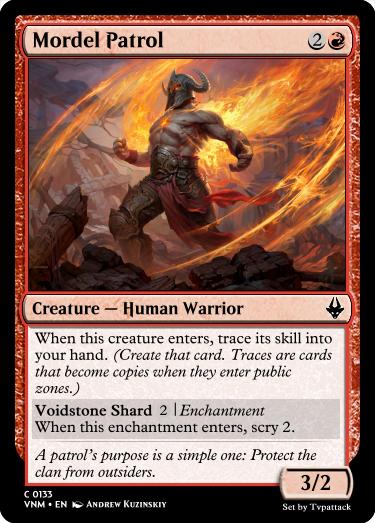 Mordel Patrol 2
Creature — Human Warrior
When this creature enters, trace its skill into
your hand. (Create that card. Traces are cards
that become copies when they enter public
zones.)
Voidstone Shard 2 | Enchantment
When this enchantment enters, scry 2.
A patrol's purpose is a simple one: Protect the
clan from outsiders.
3/2
C 0133
VNM • EN Andrew Kuzinskiy
Set by Tvpattack